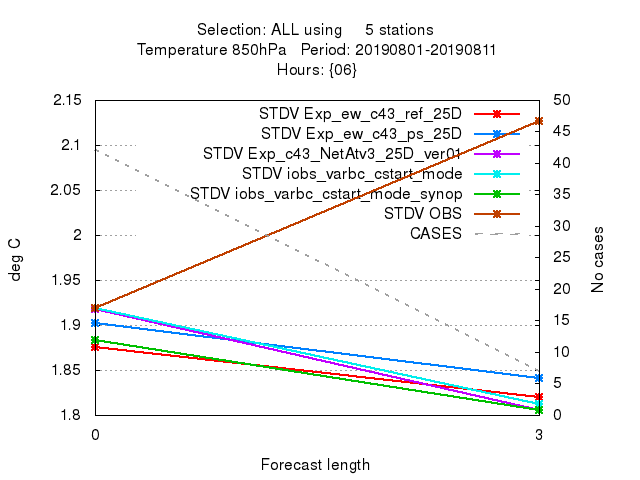 Selection: ALL using 5 stations
Temperature 850hPa Period: 20190801-20190811
Hours: {06}
2.15
2.1
2.05
2
1.95
1.9
1.85
1.8
deg C
STDV Exp_ew_c43_ref_25D
STDV Exp_ew_c43_ps_25D
STDV Exp_c43_NetAtv3_25D_ver01
STDV iobs_varbc_cstart_mode
STDV iobs_varbc_cstart_mode_synop
STDV OBS
CASES
50
45
40
35
30
25
20
15
10
5
0
No cases
0
3
Forecast length